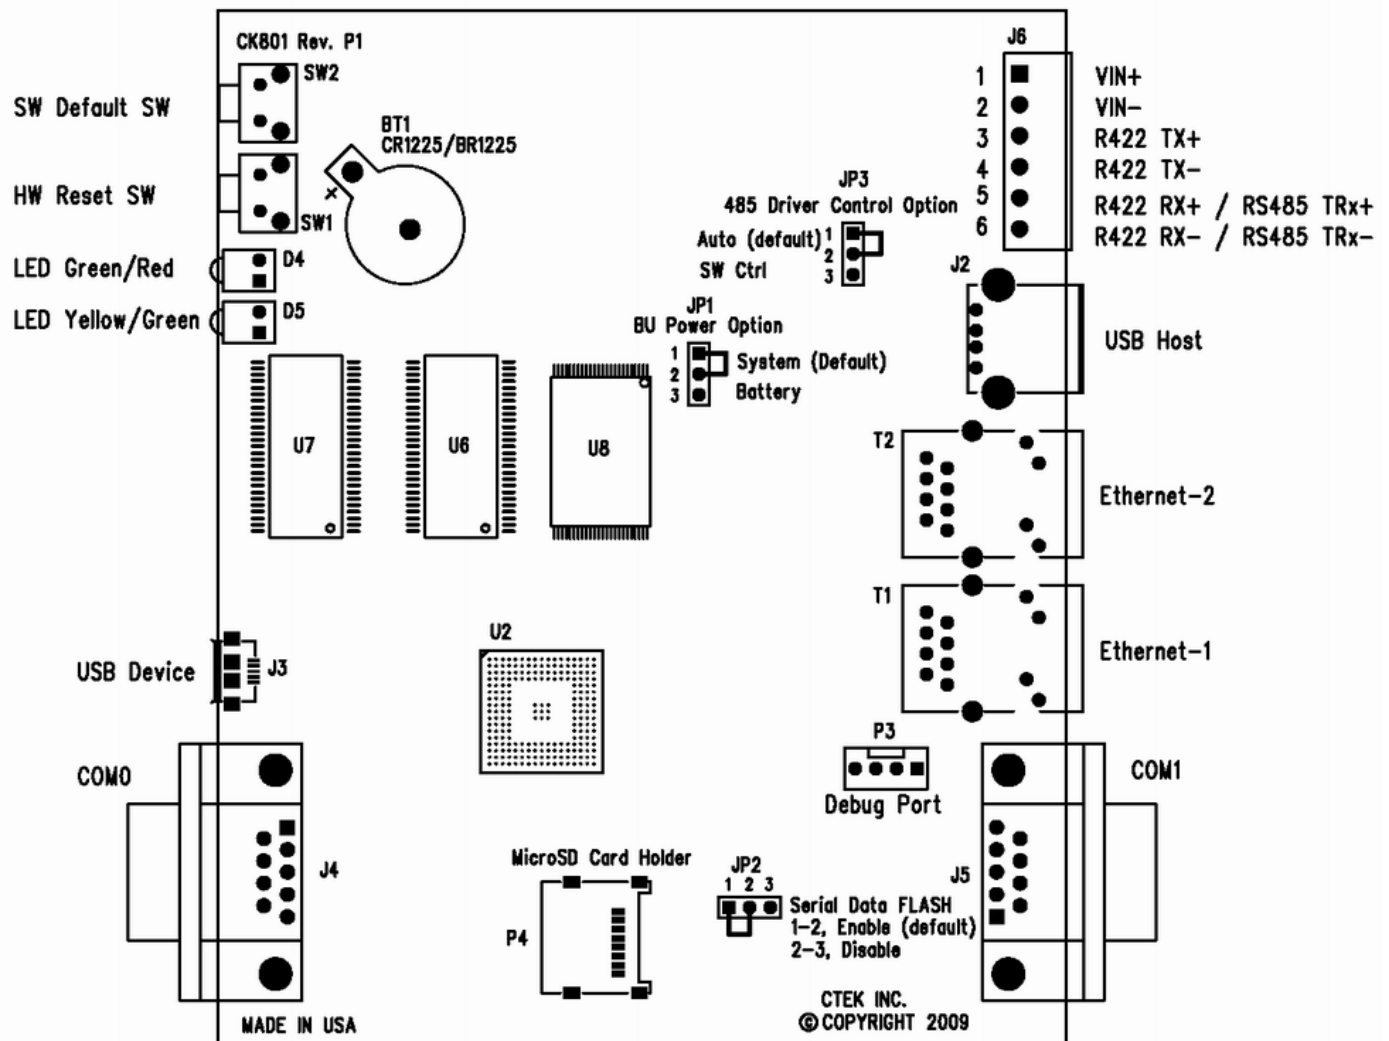 CK801 Rev. P1
SW2
SW Default SW
HW Reset SW
SW1
BT1
CR1225/BR1225
LED Green/Red
D4
LED Yellow/Green
D5
J6
1 VIN+
2 VIN-
3 R422 TX+
4 R422 TX-
5 R422 RX+ / RS485 TRx+
6 R422 RX- / RS485 TRx-
JP3
485 Driver Control Option
Auto (default) 1
2
SW Ctrl
3
J2
USB Host
JP1
BU Power Option
1
System (Default)
2
Battery
3
U7
U6
U8
T2
Ethernet-2
T1
Ethernet-1
U2
USB Device
J3
P3
Debug Port
COM0
J4
COM1
J5
MicroSD Card Holder
P4
JP2
1 2 3
Serial Data FLASH
1-2, Enable (default)
2-3, Disable
CTEK INC.
© COPYRIGHT 2009
MADE IN USA